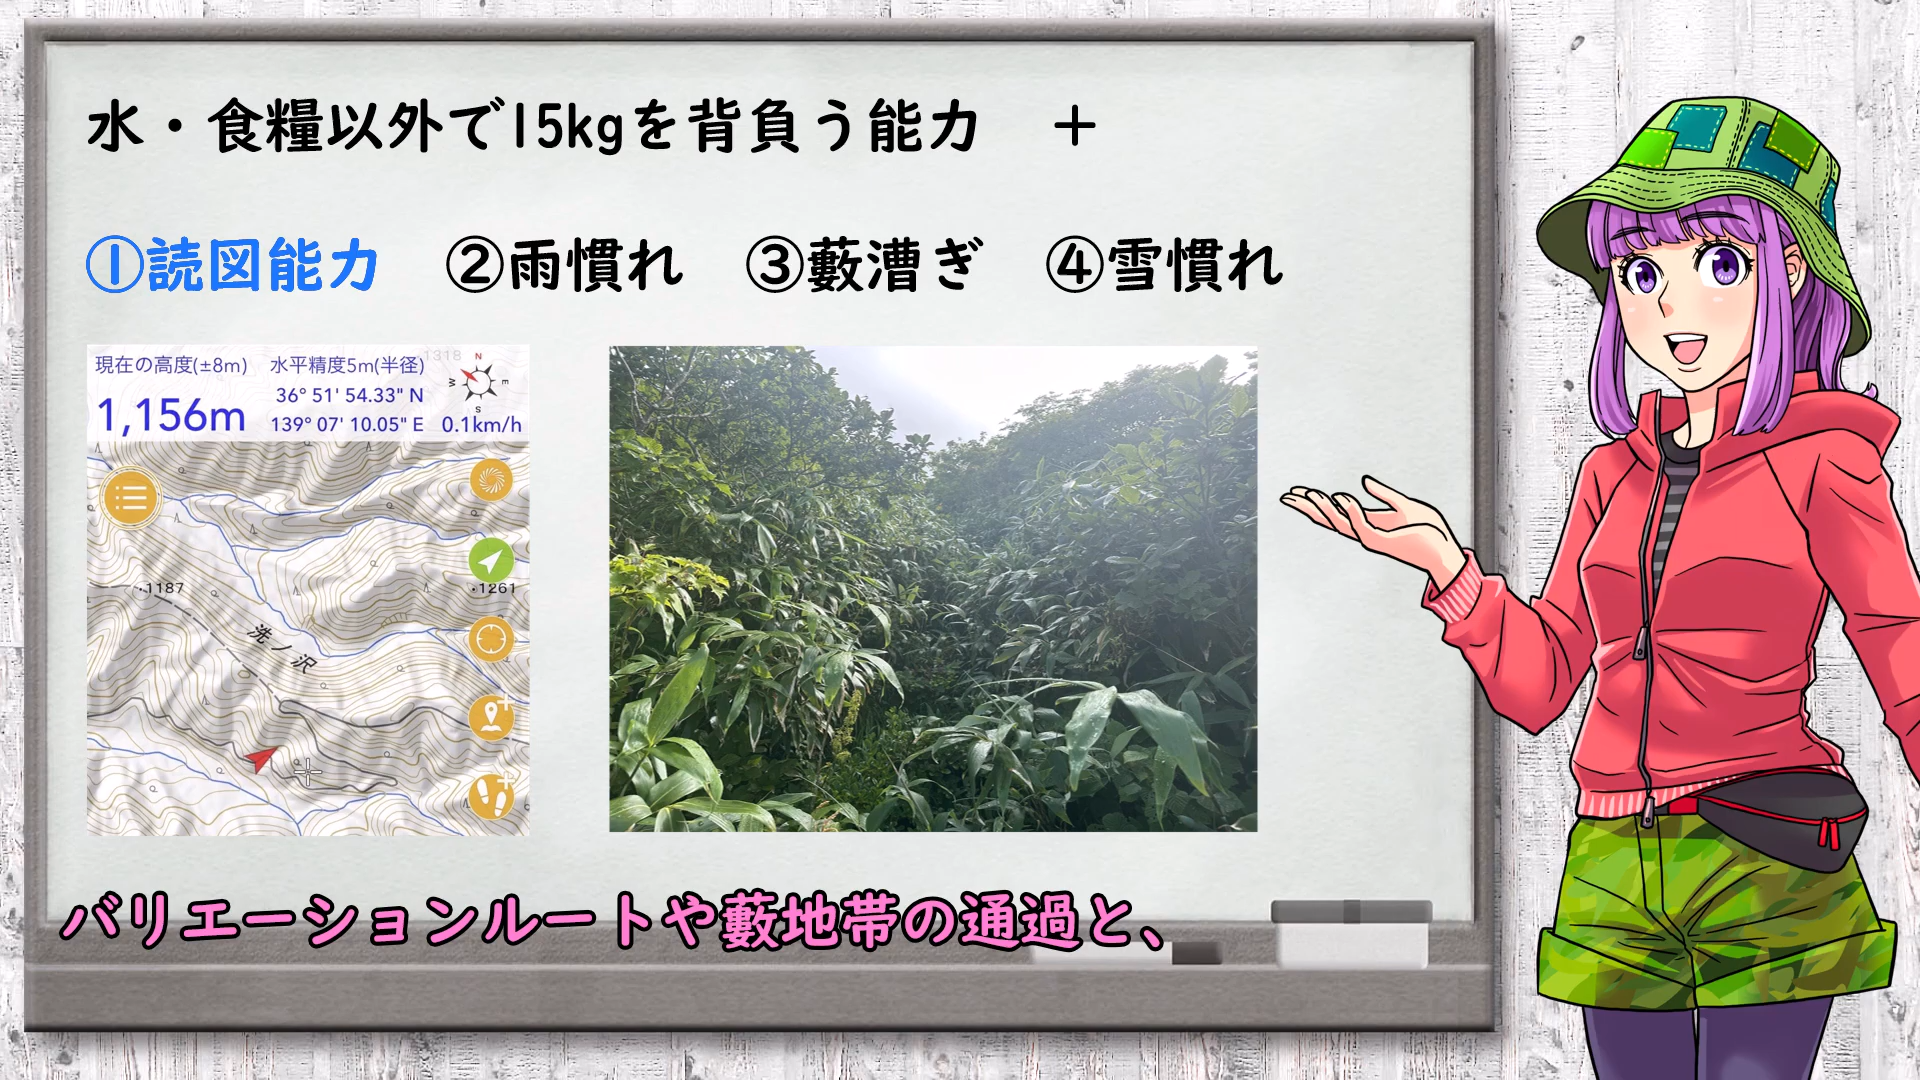 水・食糧以外で15kgを背負う能力　＋
①読図能力　②雨慣れ　③藪漕ぎ　④雪慣れ
現在の高度(±8m)　水平精度5m(半径)
1318
N
W E
S
36° 51' 54.33" N
1,156m
139° 07' 10.05" E　0.1km/h
・1187
・1261
洗ノ沢
バリエーションルートや藪地帯の通過と、